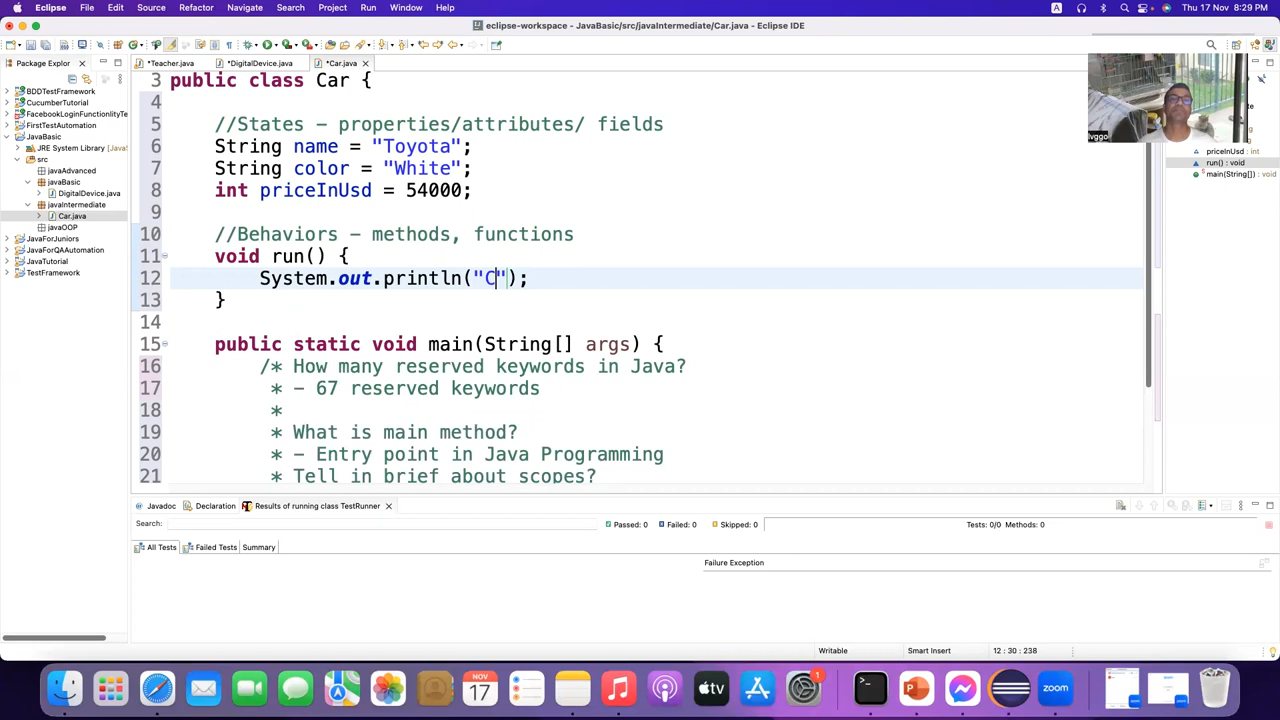 Eclipse File Edit Source Refactor Navigate Search Project Run Window Help
A Thu 17 Nov 8:29 PM
eclipse-workspace - JavaBasic/src/javaIntermediate/Car.java - Eclipse IDE
Package Explor
*Teacher.java *DigitalDevice.java *Car.java
BDDTestFramework
CucumberTutorial
FacebookLoginFunctionlityTe
FirstTestAutomation
JavaBasic
JRE System Library [Javas
src
javaAdvanced
javaBasic
DigitalDevice.java
javaIntermediate
Car.java
javaOOP
JavaForJuniors
JavaForQAAutomation
JavaTutorial
TestFramework
3 public class Car {
4
5 //States - properties/attributes/ fields
6 String name = "Toyota";
7 String color = "White";
8 int priceInUsd = 54000;
9
10 //Behaviors - methods, functions
11 void run() {
12 System.out.println("C");
13 }
14
15 public static void main(String[] args) {
16 /* How many reserved keywords in Java?
17 * - 67 reserved keywords
18 *
19 * What is main method?
20 * - Entry point in Java Programming
21 * Tell in brief about scopes?
priceInUsd : int
run() : void
main(String[]) : vo
Javadoc Declaration Results of running class TestRunner
Search: Passed: 0 Failed: 0 Skipped: 0 Tests: 0/0 Methods: 0
All Tests Failed Tests Summary
Failure Exception
Writable Smart Insert 12 : 30 : 238
NOV
17
tv
1
zoom